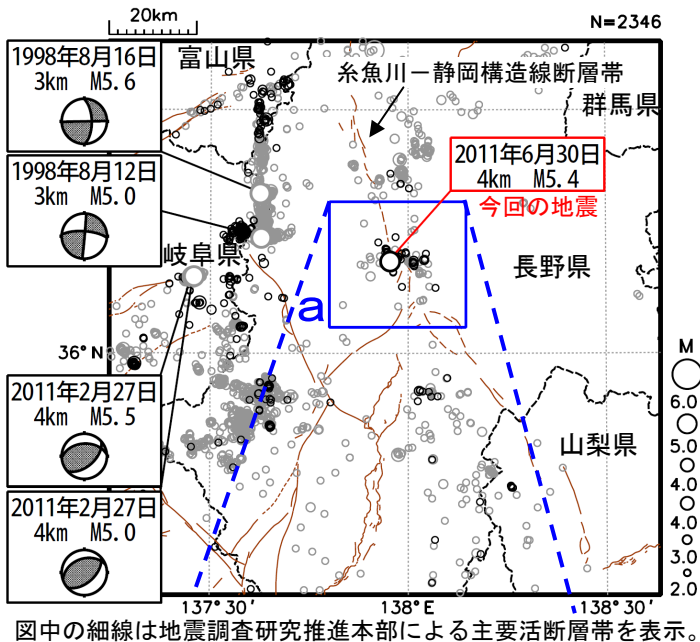 20km
N=2346
1998年8月16日
3km M5.6
富山県
糸魚川－静岡構造線断層帯
群馬県
1998年8月12日
3km M5.0
2011年6月30日
4km M5.4
今回の地震
岐阜県
長野県
a
36°N
2011年2月27日
4km M5.5
2011年2月27日
4km M5.0
山梨県
M
6.0
5.0
4.0
4.0
3.0
2.0
137°30
138°E
138°30'
図中の細線は地震調査研究推進本部による主要活断層帯を表示。